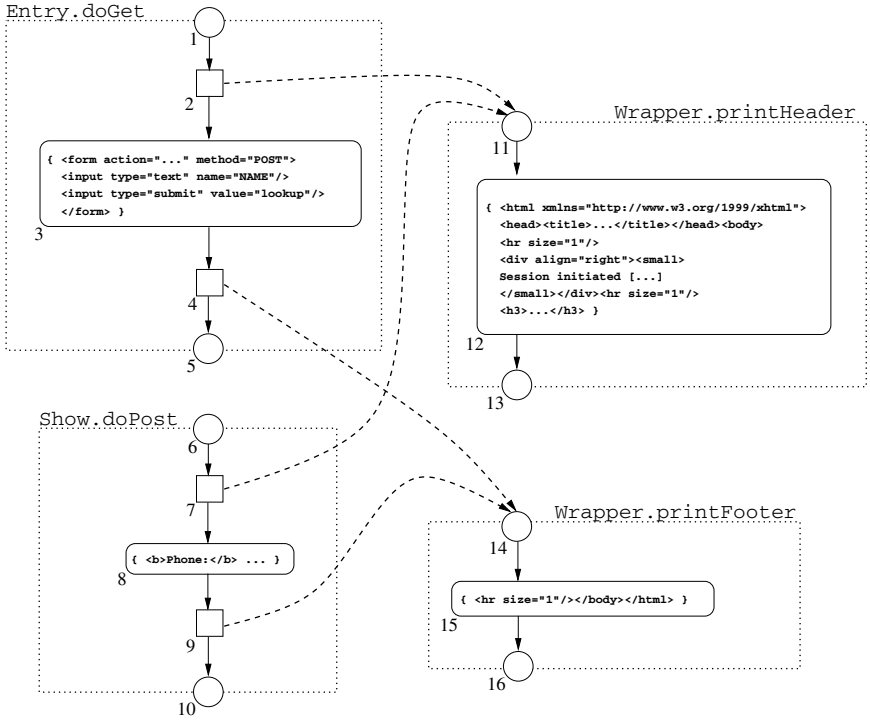 Entry.doGet
1
2
{ <form action="..." method="POST">
<input type="text" name="NAME"/>
<input type="submit" value="lookup"/>
</form> }
3
4
5
Wrapper.printHeader
11
{ <html xmlns="http://www.w3.org/1999/xhtml">
<head><title>...</title></head><body>
<hr size="1"/>
<div align="right"><small>
Session initiated [...]
</small></div><hr size="1"/>
<h3>...</h3> }
12
13
Show.doPost
6
7
{ <b>Phone:</b> ... }
8
9
10
Wrapper.printFooter
14
{ <hr size="1"/></body></html> }
15
16